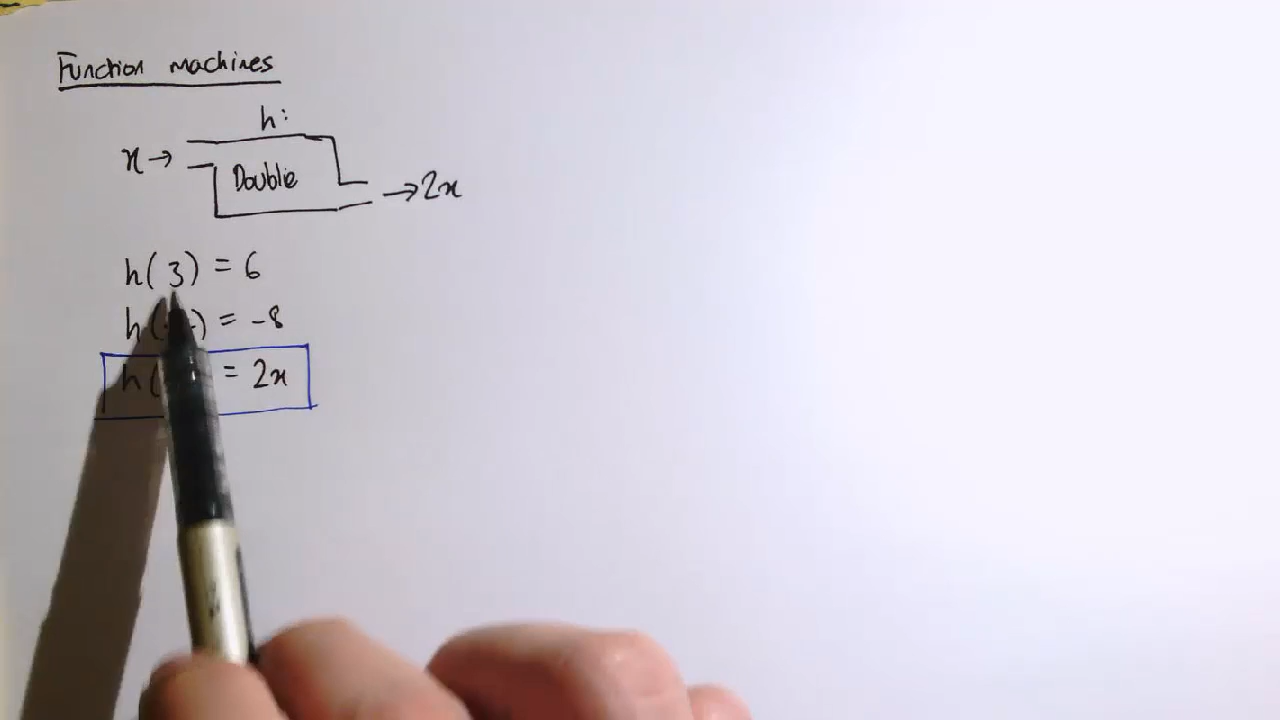 Function machines
h:
x → Double → 2x
h(3) = 6
h( ) = -8
h( = 2x